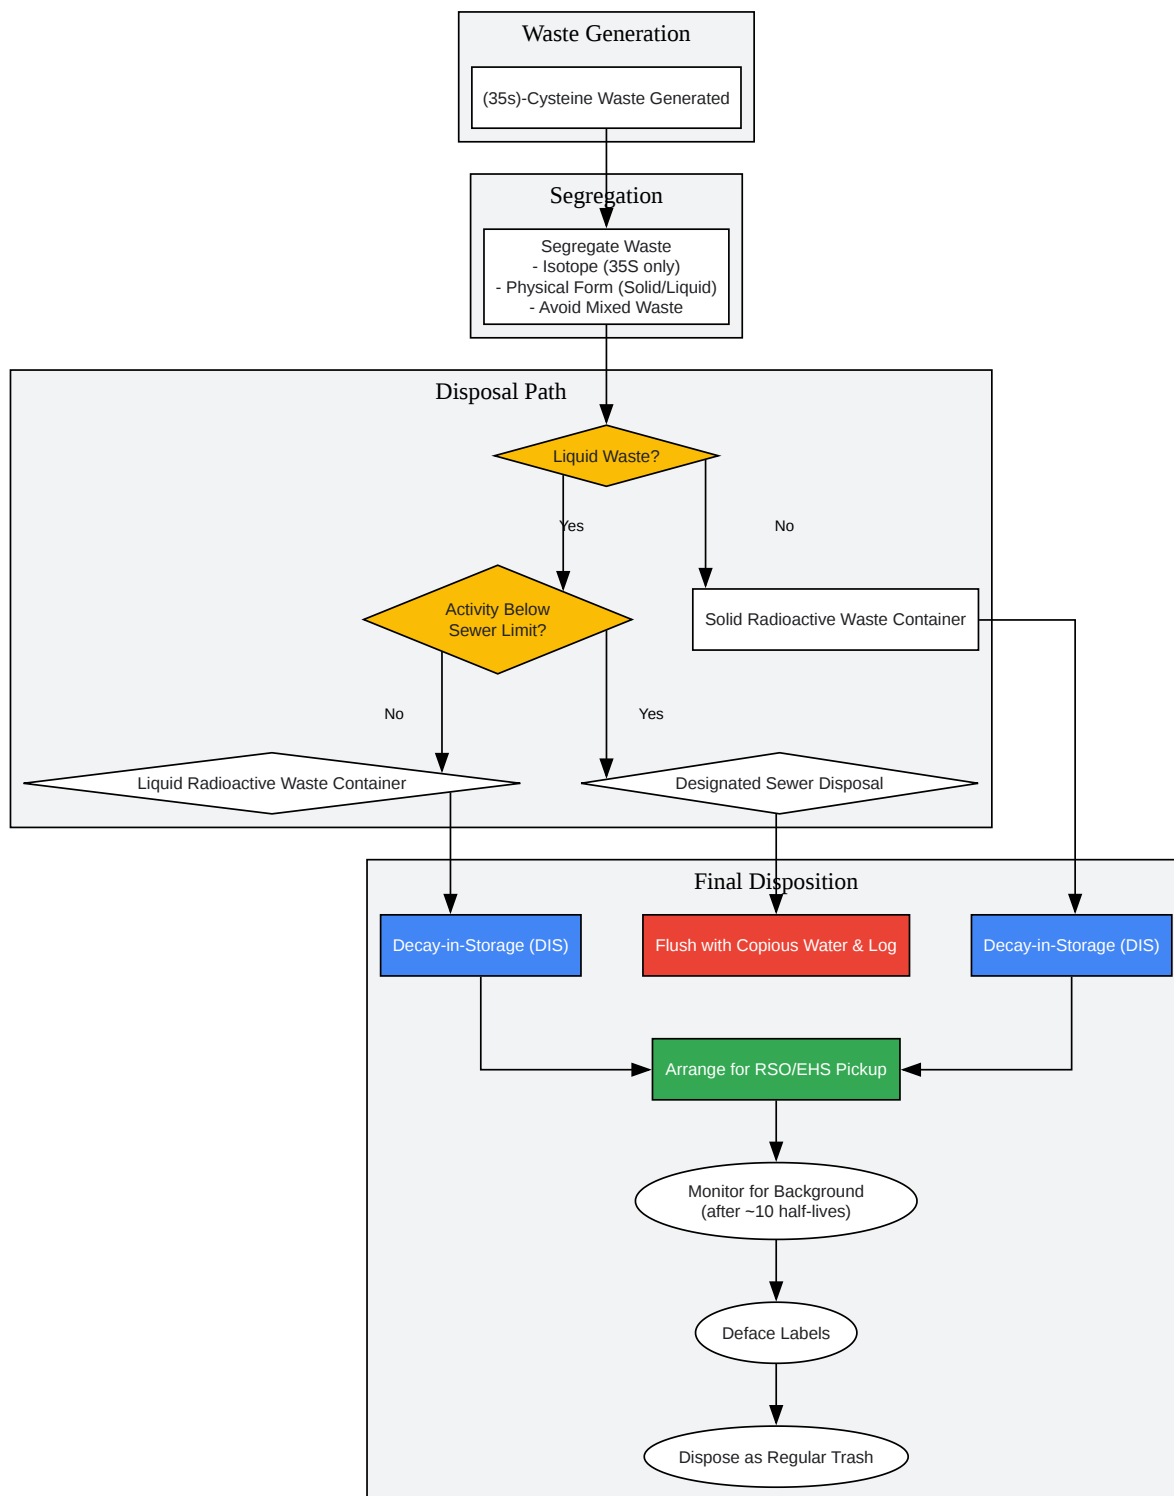 Waste Generation
(35s)-Cysteine Waste Generated
Segregation
Segregate Waste
- Isotope (35S only)
- Physical Form (Solid/Liquid)
- Avoid Mixed Waste
Disposal Path
Liquid Waste?
Yes
No
Activity Below
Sewer Limit?
Solid Radioactive Waste Container
No
Yes
Liquid Radioactive Waste Container
Designated Sewer Disposal
Final Disposition
Decay-in-Storage (DIS)
Flush with Copious Water & Log
Decay-in-Storage (DIS)
Arrange for RSO/EHS Pickup
Monitor for Background
(after ~10 half-lives)
Deface Labels
Dispose as Regular Trash